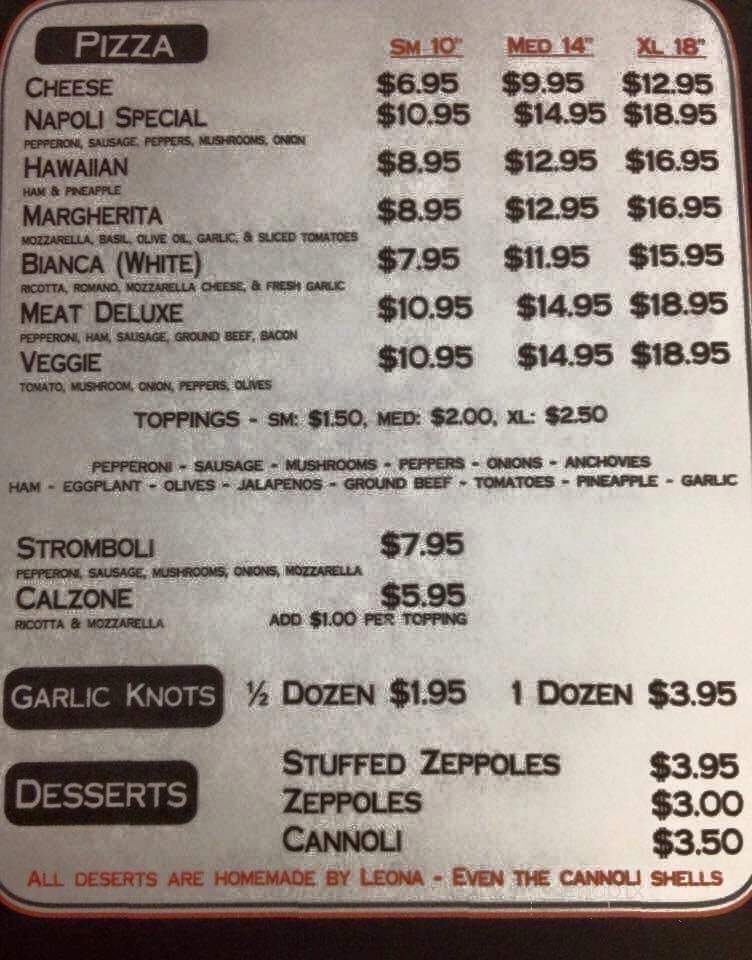 PIZZA SM 10" MED 14" XL 18"
CHEESE $6.95 $9.95 $12.95
NAPOLI SPECIAL $10.95 $14.95 $18.95
PEPPERONI, SAUSAGE, PEPPERS, MUSHROOMS, ONION
HAWAIIAN $8.95 $12.95 $16.95
HAM & PINEAPPLE
MARGHERITA $8.95 $12.95 $16.95
MOZZARELLA, BASIL, OLIVE OIL, GARLIC, & SLICED TOMATOES
BIANCA (WHITE) $7.95 $11.95 $15.95
RICOTTA, ROMANO, MOZZARELLA CHEESE, & FRESH GARLIC
MEAT DELUXE $10.95 $14.95 $18.95
PEPPERONI, HAM, SAUSAGE, GROUND BEEF, BACON
VEGGIE $10.95 $14.95 $18.95
TOMATO, MUSHROOM, ONION, PEPPERS, OLIVES
TOPPINGS - SM: $1.50, MED: $2.00, XL: $2.50
PEPPERONI - SAUSAGE - MUSHROOMS - PEPPERS - ONIONS - ANCHOVIES
HAM - EGGPLANT - OLIVES - JALAPENOS - GROUND BEEF - TOMATOES - PINEAPPLE - GARLIC
STROMBOLI $7.95
PEPPERONI, SAUSAGE, MUSHROOMS, ONIONS, MOZZARELLA
CALZONE $5.95
RICOTTA & MOZZARELLA ADD $1.00 PER TOPPING
GARLIC KNOTS ½ DOZEN $1.95 1 DOZEN $3.95
DESSERTS
STUFFED ZEPPOLES $3.95
ZEPPOLES $3.00
CANNOLI $3.50
ALL DESERTS ARE HOMEMADE BY LEONA - EVEN THE CANNOLI SHELLS